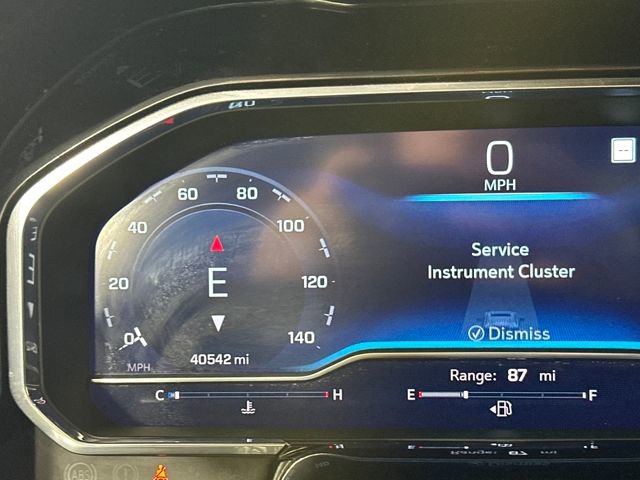 0
MPH
--
60 80
40 100
20 120
0 140
E
MPH
40542 mi
Service
Instrument Cluster
Dismiss
Range: 87 mi
C H
E F
ABS